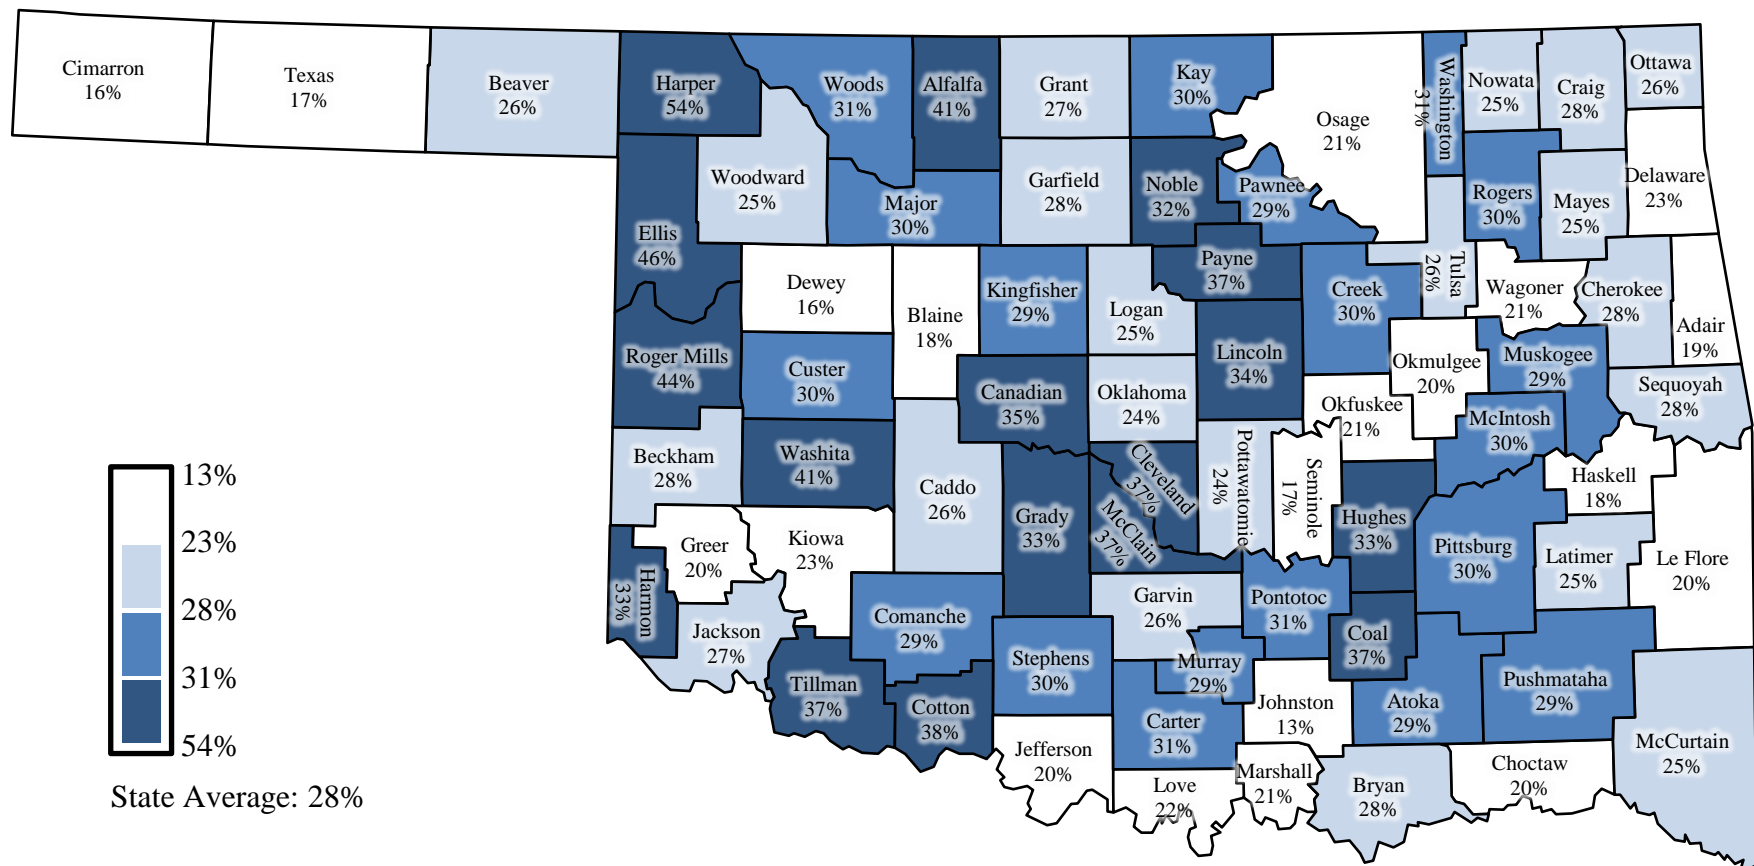 Cimarron
16%
Texas
17%
Beaver
26%
Harper
54%
Woods
31%
Alfalfa
41%
Grant
27%
Kay
30%
Osage
21%
Washington
31%
Nowata
25%
Craig
28%
Ottawa
26%
Woodward
25%
Major
30%
Garfield
28%
Noble
32%
Pawnee
29%
Rogers
30%
Mayes
25%
Delaware
23%
Ellis
46%
Dewey
16%
Blaine
18%
Kingfisher
29%
Logan
25%
Payne
37%
Creek
30%
Tulsa
26%
Wagoner
21%
Cherokee
28%
Adair
19%
Roger Mills
44%
Custer
30%
Canadian
35%
Oklahoma
24%
Lincoln
34%
Okmulgee
20%
Muskogee
29%
Sequoyah
28%
Okfuskee
21%
McIntosh
30%
Beckham
28%
Washita
41%
Caddo
26%
Grady
33%
Cleveland
37%
McClain
37%
Pottawatomie
24%
Seminole
17%
Hughes
33%
Haskell
18%
Pittsburg
30%
Latimer
25%
Le Flore
20%
Greer
20%
Kiowa
23%
Harmon
33%
Jackson
27%
Comanche
29%
Garvin
26%
Pontotoc
31%
Coal
37%
Stephens
30%
Murray
29%
Tillman
37%
Cotton
38%
Carter
31%
Johnston
13%
Atoka
29%
Pushmataha
29%
McCurtain
25%
Jefferson
20%
Love
22%
Marshall
21%
Bryan
28%
Choctaw
20%
13%
23%
28%
31%
54%
State Average: 28%